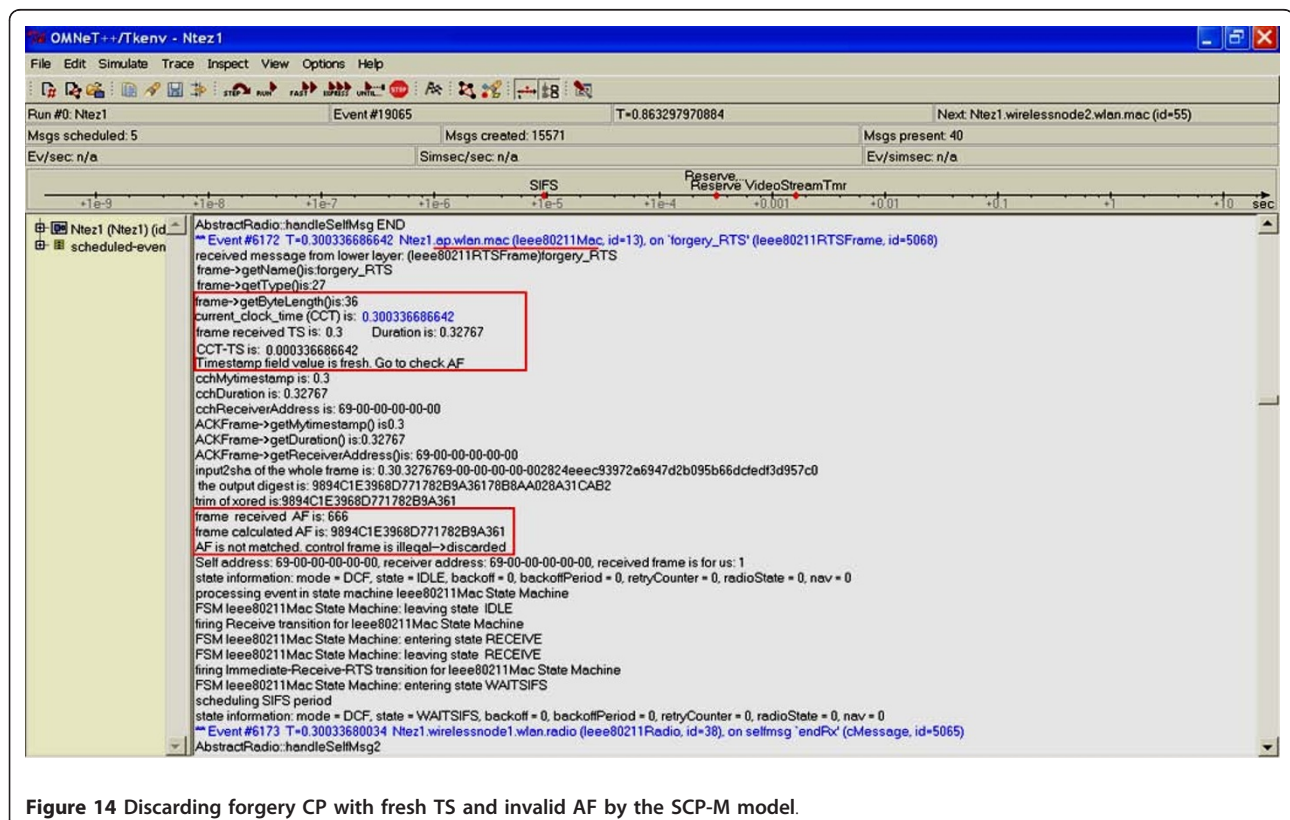 OMNeT++/Tkenv - Ntez1
File Edit Simulate Trace Inspect View Options Help
STEP RUN FAST EXPRESS UNTIL... STOP
Run #0: Ntez1 Event #19065 T=0.863297970884 Next: Ntez1.wirelessnode2.wlan.mac (id=55)
Msgs scheduled: 5 Msgs created: 15571 Msgs present: 40
Ev/sec: n/a Simsec/sec: n/a Ev/simsec: n/a
Reserve...
SIFS Reserve VideoStreamTmr
+1e-9 +1e-8 +1e-7 +1e-6 +1e-5 +1e-4 +0.001 +0.01 +0.1 +1 +10 sec
Ntez1 (Ntez1) (id
scheduled-even
AbstractRadio::handleSelfMsg END
** Event #6172 T=0.300336686642 Ntez1.ap.wlan.mac (Ieee80211Mac, id=13), on `forgery_RTS' (Ieee80211RTSFrame, id=5068)
received message from lower layer: (Ieee80211RTSFrame)forgery_RTS
frame->getName()is:forgery_RTS
frame->getType()is:27
frame->getByteLength()is:36
current_clock_time (CCT) is: 0.300336686642
frame received TS is: 0.3 Duration is: 0.32767
CCT-TS is: 0.000336686642
Timestamp field value is fresh. Go to check AF
cchMytimestamp is: 0.3
cchDuration is: 0.32767
cchReceiverAddress is: 69-00-00-00-00-00
ACKFrame->getMytimestamp() is0.3
ACKFrame->getDuration() is:0.32767
ACKFrame->getReceiverAddress()is: 69-00-00-00-00-00
input2sha of the whole frame is: 0.30.3276769-00-00-00-00-002824eeec93972a6947d2b095b66dcfedf3d957c0
the output digest is: 9894C1E3968D771782B9A36178B8AA028A31CAB2
trim of xored is:9894C1E3968D771782B9A361
frame received AF is: 666
frame calculated AF is: 9894C1E3968D771782B9A361
AF is not matched. control frame is illegal-->discarded
Self address: 69-00-00-00-00-00, receiver address: 69-00-00-00-00-00, received frame is for us: 1
state information: mode = DCF, state = IDLE, backoff = 0, backoffPeriod = 0, retryCounter = 0, radioState = 0, nav = 0
processing event in state machine Ieee80211Mac State Machine
FSM Ieee80211Mac State Machine: leaving state IDLE
firing Receive transition for Ieee80211Mac State Machine
FSM Ieee80211Mac State Machine: entering state RECEIVE
FSM Ieee80211Mac State Machine: leaving state RECEIVE
firing Immediate-Receive-RTS transition for Ieee80211Mac State Machine
FSM Ieee80211Mac State Machine: entering state WAITSIFS
scheduling SIFS period
state information: mode = DCF, state = WAITSIFS, backoff = 0, backoffPeriod = 0, retryCounter = 0, radioState = 0, nav = 0
** Event #6173 T=0.30033680034 Ntez1.wirelessnode1.wlan.radio (Ieee80211Radio, id=38), on selfmsg `endRx' (cMessage, id=5065)
AbstractRadio::handleSelfMsg2
Figure 14 Discarding forgery CP with fresh TS and invalid AF by the SCP-M model.